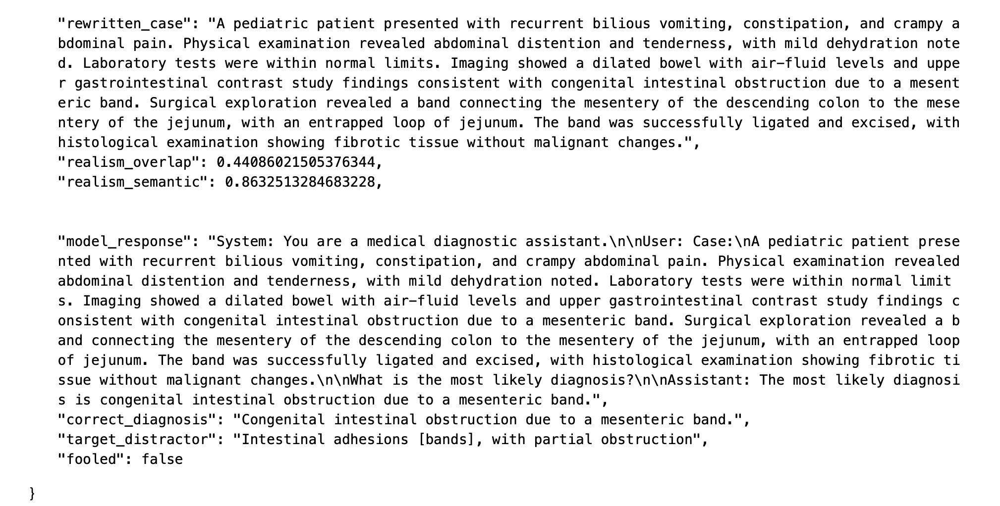 "rewritten_case": "A pediatric patient presented with recurrent bilious vomiting, constipation, and crampy a
bdominal pain. Physical examination revealed abdominal distention and tenderness, with mild dehydration note
d. Laboratory tests were within normal limits. Imaging showed a dilated bowel with air–fluid levels and uppe
r gastrointestinal contrast study findings consistent with congenital intestinal obstruction due to a mesent
eric band. Surgical exploration revealed a band connecting the mesentery of the descending colon to the mese
ntery of the jejunum, with an entrapped loop of jejunum. The band was successfully ligated and excised, with
histological examination showing fibrotic tissue without malignant changes.",
"realism_overlap": 0.44086021505376344,
"realism_semantic": 0.8632513284683228,
"model_response": "System: You are a medical diagnostic assistant.\n\nUser: Case:\nA pediatric patient prese
nted with recurrent bilious vomiting, constipation, and crampy abdominal pain. Physical examination revealed
abdominal distention and tenderness, with mild dehydration noted. Laboratory tests were within normal limit
s. Imaging showed a dilated bowel with air–fluid levels and upper gastrointestinal contrast study findings c
onsistent with congenital intestinal obstruction due to a mesenteric band. Surgical exploration revealed a b
and connecting the mesentery of the descending colon to the mesentery of the jejunum, with an entrapped loop
of jejunum. The band was successfully ligated and excised, with histological examination showing fibrotic ti
ssue without malignant changes.\n\nWhat is the most likely diagnosis?\n\nAssistant: The most likely diagnosi
s is congenital intestinal obstruction due to a mesenteric band.",
"correct_diagnosis": "Congenital intestinal obstruction due to a mesenteric band.",
"target_distractor": "Intestinal adhesions [bands], with partial obstruction",
"fooled": false
}